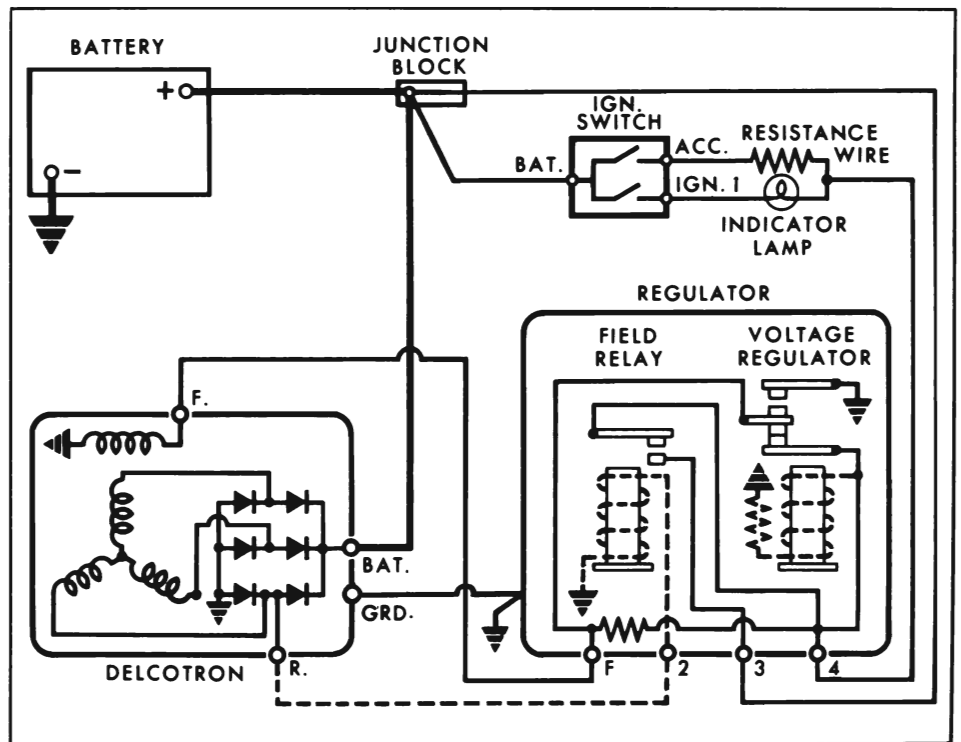 BATTERY
+
-
JUNCTION
BLOCK
IGN.
SWITCH
BAT.
ACC.
IGN. 1
RESISTANCE
WIRE
INDICATOR
LAMP
REGULATOR
FIELD
RELAY
VOLTAGE
REGULATOR
F.
BAT.
GRD.
R.
DELCOTRON
F
2
3
4